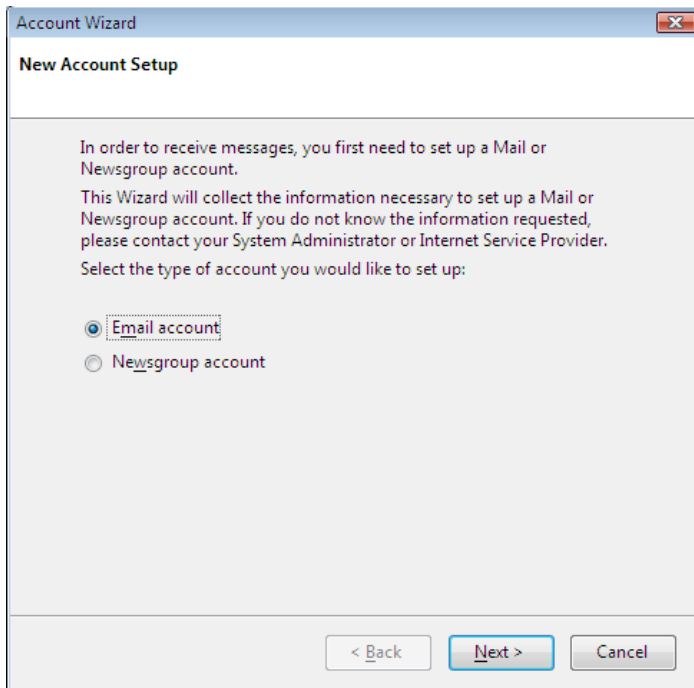 Account Wizard
New Account Setup
In order to receive messages, you first need to set up a Mail or
Newsgroup account.
This Wizard will collect the information necessary to set up a Mail or
Newsgroup account. If you do not know the information requested,
please contact your System Administrator or Internet Service Provider.
Select the type of account you would like to set up:
Email account
Newsgroup account
< Back
Next >
Cancel